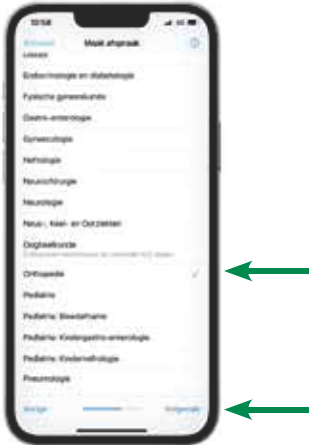 10:58
Maak afspraak
Endocrinologie en diabetologie
Fysische geneeskunde
Gastro-enterologie
Gynaecologie
Nefrologie
Neurochirurgie
Neurologie
Neus-, Keel- en Oorziekten
Oogheelkunde
Orthopedie
Pediatrie
Pediatrie: Bloedafname
Pediatrie: Kindergastro-enterologie
Pediatrie: Kindernefrologie
Pneumologie
Vorige
Volgende